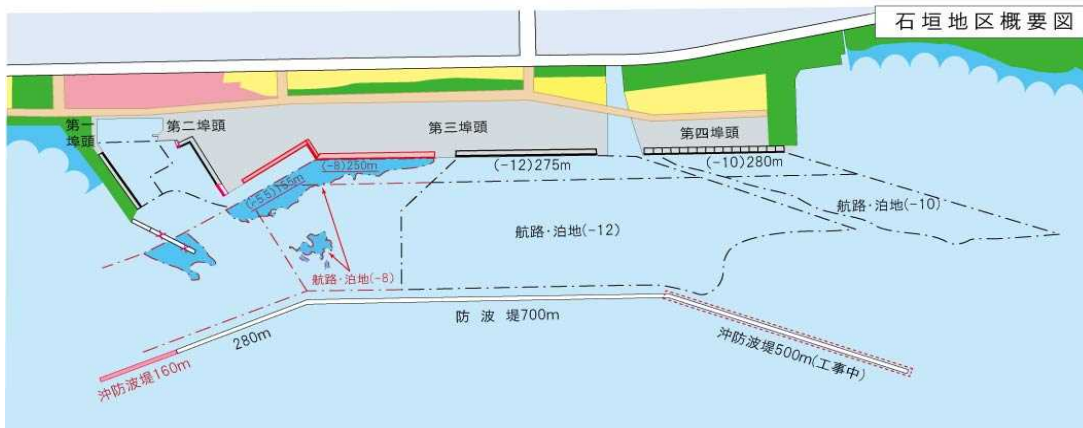 石垣地区概要図
第一
埠頭
第二埠頭
第三埠頭
第四埠頭
(-8)250m
(-12)275m
(-10)280m
(-5.5)155m
航路・泊地(-10)
航路・泊地(-12)
航路・泊地(-8)
280m
防波堤700m
沖防波堤160m
沖防波堤500m(工事中)